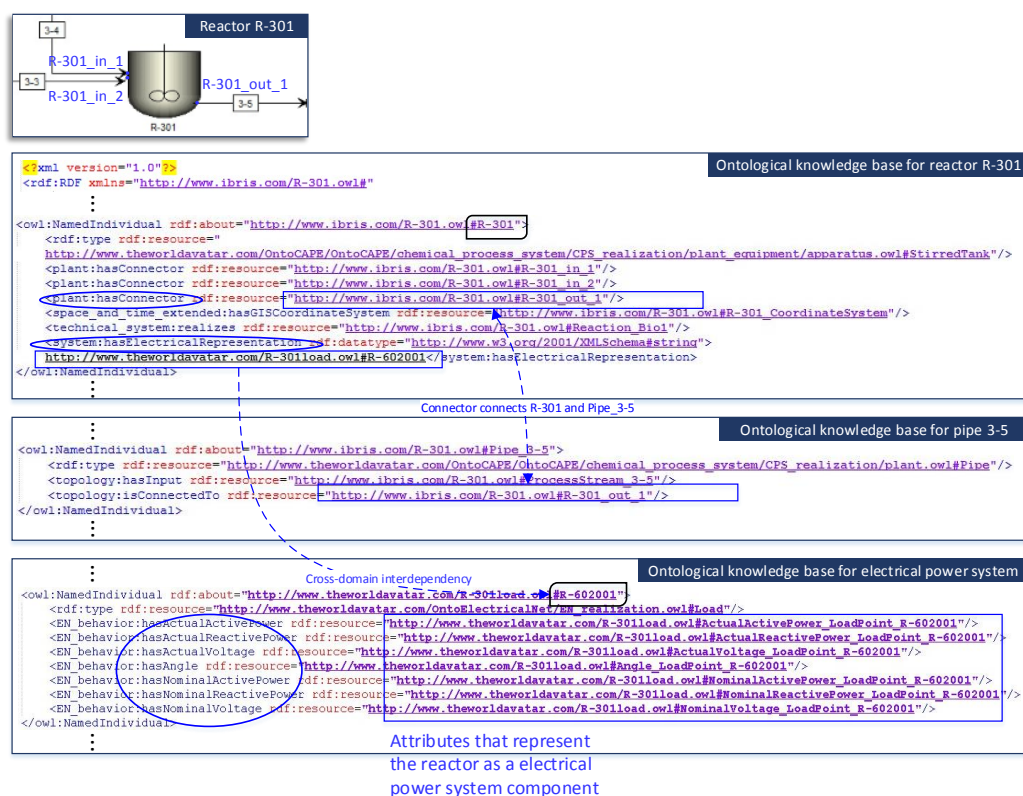 Reactor R-301
3-4
R-301_in_1
3-3
R-301_in_2
R-301_out_1
3-5
R-301
Ontological knowledge base for reactor R-301
<?xml version="1.0"?>
<rdf:RDF xmlns="http://www.ibris.com/R-301.owl#"
<owl:NamedIndividual rdf:about="http://www.ibris.com/R-301.owl#R-301">
<rdf:type rdf:resource="
http://www.theworldavatar.com/OntoCAPE/OntoCAPE/chemical_process_system/CPS_realization/plant_equipment/apparatus.owl#StirredTank"/>
<plant:hasConnector rdf:resource="http://www.ibris.com/R-301.owl#R-301_in_1"/>
<plant:hasConnector rdf:resource="http://www.ibris.com/R-301.owl#R-301_in_2"/>
<plant:hasConnector rdf:resource="http://www.ibris.com/R-301.owl#R-301_out_1"/>
<space_and_time_extended:hasGISCoordinateSystem rdf:resource="http://www.ibris.com/R-301.owl#R-301_CoordinateSystem"/>
<technical_system:realizes rdf:resource="http://www.ibris.com/R-301.owl#Reaction_Bio1"/>
<system:hasElectricalRepresentation rdf:datatype="http://www.w3.org/2001/XMLSchema#string">
http://www.theworldavatar.com/R-301load.owl#R-602001</system:hasElectricalRepresentation>
</owl:NamedIndividual>
Connector connects R-301 and Pipe_3-5
Ontological knowledge base for pipe 3-5
<owl:NamedIndividual rdf:about="http://www.ibris.com/R-301.owl#Pipe_3-5">
<rdf:type rdf:resource="http://www.theworldavatar.com/OntoCAPE/OntoCAPE/chemical_process_system/CPS_realization/plant.owl#Pipe"/>
<topology:hasInput rdf:resource="http://www.ibris.com/R-301.owl#ProcessStream_3-5"/>
<topology:isConnectedTo rdf:resource="http://www.ibris.com/R-301.owl#R-301_out_1"/>
</owl:NamedIndividual>
Ontological knowledge base for electrical power system
Cross-domain interdependency
<owl:NamedIndividual rdf:about="http://www.theworldavatar.com/R-301load.owl#R-602001">
<rdf:type rdf:resource="http://www.theworldavatar.com/OntoElectricalNet/EN_realization.owl#Load"/>
<EN_behavior:hasActualActivePower rdf:resource="http://www.theworldavatar.com/R-301load.owl#ActualActivePower_LoadPoint_R-602001"/>
<EN_behavior:hasActualReactivePower rdf:resource="http://www.theworldavatar.com/R-301load.owl#ActualReactivePower_LoadPoint_R-602001"/>
<EN_behavior:hasActualVoltage rdf:resource="http://www.theworldavatar.com/R-301load.owl#ActualVoltage_LoadPoint_R-602001"/>
<EN_behavior:hasAngle rdf:resource="http://www.theworldavatar.com/R-301load.owl#Angle_LoadPoint_R-602001"/>
<EN_behavior:hasNominalActivePower rdf:resource="http://www.theworldavatar.com/R-301load.owl#NominalActivePower_LoadPoint_R-602001"/>
<EN_behavior:hasNominalReactivePower rdf:resource="http://www.theworldavatar.com/R-301load.owl#NominalReactivePower_LoadPoint_R-602001"/>
<EN_behavior:hasNominalVoltage rdf:resource="http://www.theworldavatar.com/R-301load.owl#NominalVoltage_LoadPoint_R-602001"/>
</owl:NamedIndividual>
Attributes that represent
the reactor as a electrical
power system component